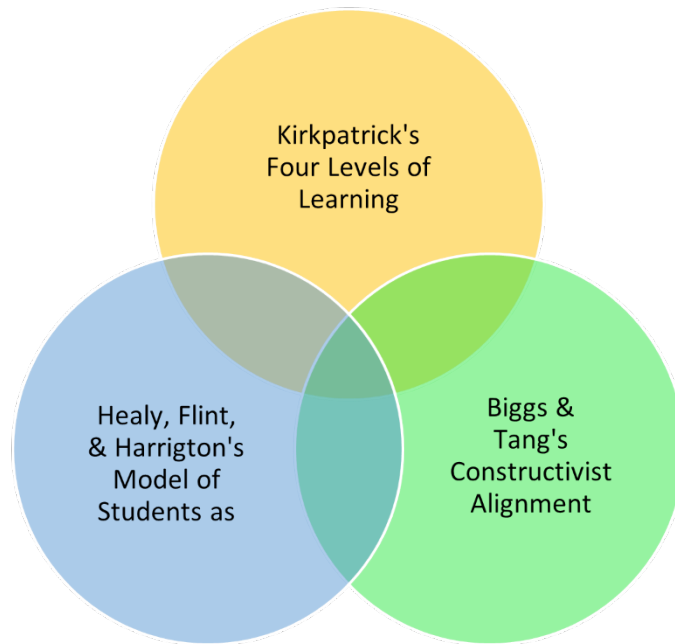 Kirkpatrick's
Four Levels of
Learning
Healy, Flint,
& Harrigton's
Model of
Students as
Biggs &
Tang's
Constructivist
Alignment